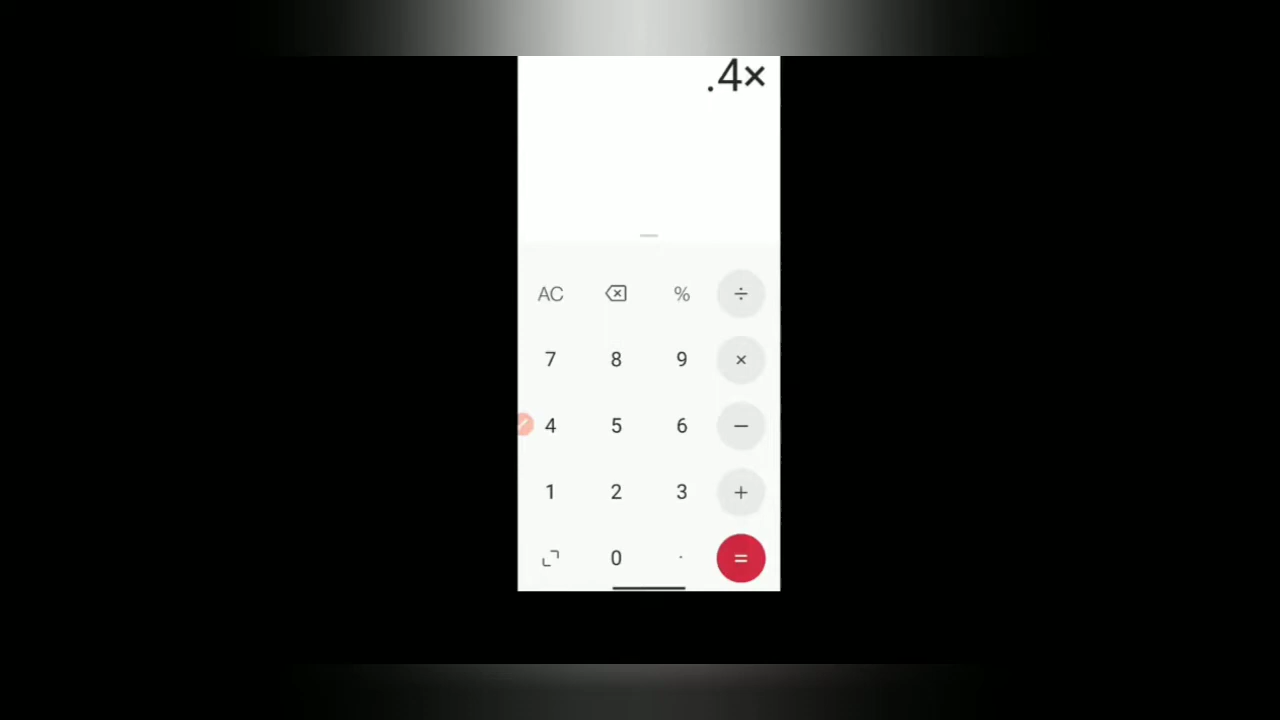 .4×
AC % ÷
7 8 9 ×
4 5 6 −
1 2 3 +
0 . =